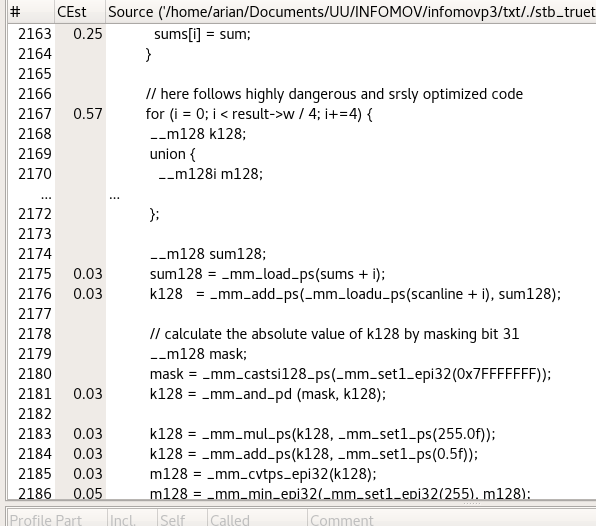 # CEst Source ('/home/arian/Documents/UU/INFOMOV/infomovp3/txt/./stb_truet
2163 0.25 sums[i] = sum;
2164 }
2165
2166 // here follows highly dangerous and srsly optimized code
2167 0.57 for (i = 0; i < result->w / 4; i+=4) {
2168 __m128 k128;
2169 union {
2170 __m128i m128;
... ...
2172 };
2173
2174 __m128 sum128;
2175 0.03 sum128 = _mm_load_ps(sums + i);
2176 0.03 k128 = _mm_add_ps(_mm_loadu_ps(scanline + i), sum128);
2177
2178 // calculate the absolute value of k128 by masking bit 31
2179 __m128 mask;
2180 mask = _mm_castsi128_ps(_mm_set1_epi32(0x7FFFFFFF));
2181 0.03 k128 = _mm_and_pd (mask, k128);
2182
2183 0.03 k128 = _mm_mul_ps(k128, _mm_set1_ps(255.0f));
2184 0.03 k128 = _mm_add_ps(k128, _mm_set1_ps(0.5f));
2185 0.03 m128 = _mm_cvtps_epi32(k128);
2186 0.05 m128 = _mm_min_epi32(_mm_set1_epi32(255), m128);
Profile Part Incl. Self Called Comment